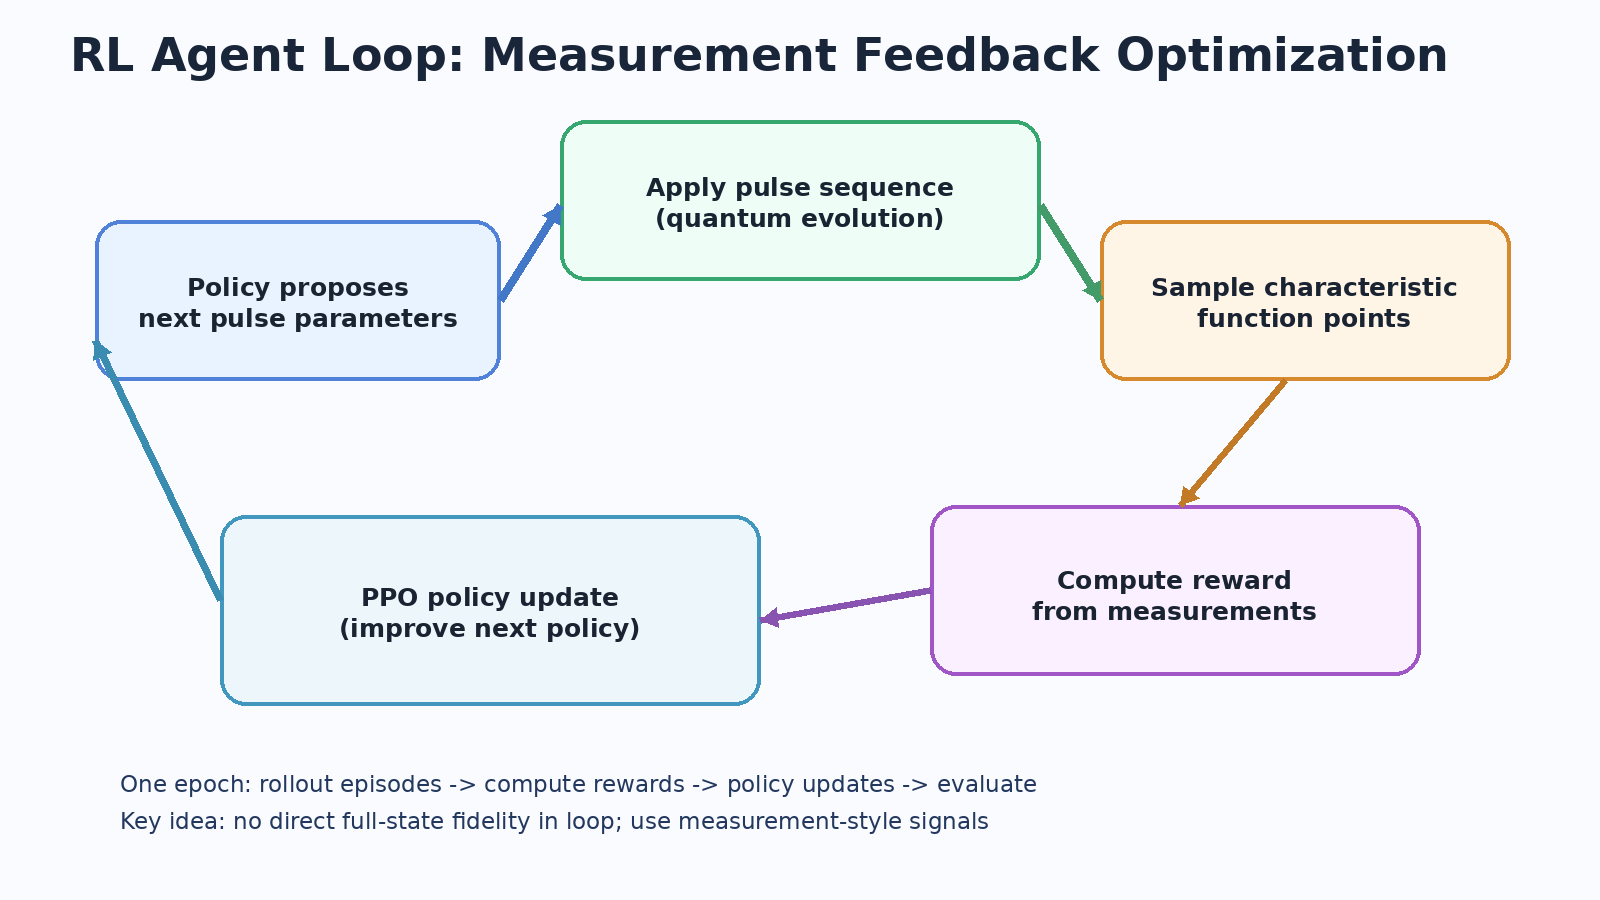 RL Agent Loop: Measurement Feedback Optimization
Apply pulse sequence
(quantum evolution)
Policy proposes
next pulse parameters
Sample characteristic
function points
Compute reward
from measurements
PPO policy update
(improve next policy)
One epoch: rollout episodes -> compute rewards -> policy updates -> evaluate
Key idea: no direct full-state fidelity in loop; use measurement-style signals